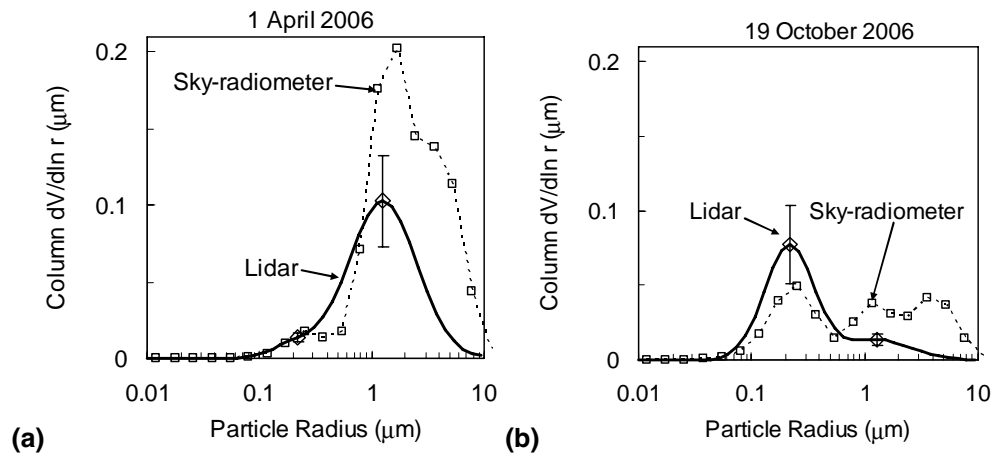 1 April 2006
0.2
0.1
0
Column dV/dln r (μm)
Sky-radiometer
Lidar
0.01 0.1 1 10
Particle Radius (μm)
(a)
19 October 2006
0.2
0.1
0
Column dV/dln r (μm)
Lidar
Sky-radiometer
0.01 0.1 1 10
Particle Radius (μm)
(b)